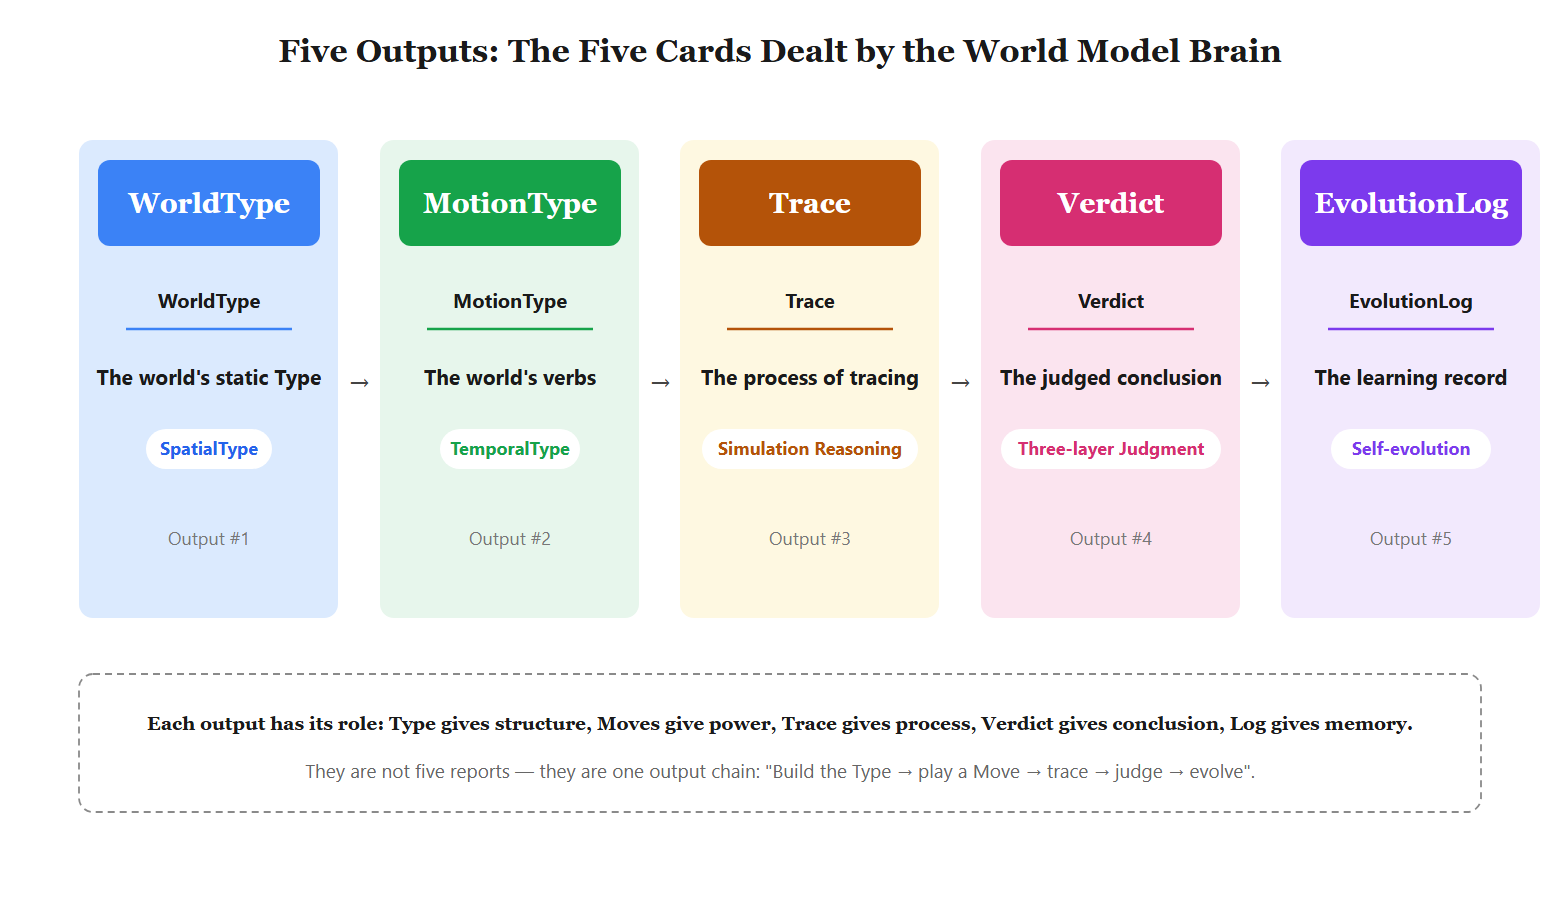 Five Outputs: The Five Cards Dealt by the World Model Brain
WorldType
WorldType
The world's static Type
SpatialType
Output #1
→
MotionType
MotionType
The world's verbs
TemporalType
Output #2
→
Trace
Trace
The process of tracing
Simulation Reasoning
Output #3
→
Verdict
Verdict
The judged conclusion
Three-layer Judgment
Output #4
→
EvolutionLog
EvolutionLog
The learning record
Self-evolution
Output #5
Each output has its role: Type gives structure, Moves give power, Trace gives process, Verdict gives conclusion, Log gives memory.
They are not five reports — they are one output chain: "Build the Type → play a Move → trace → judge → evolve".